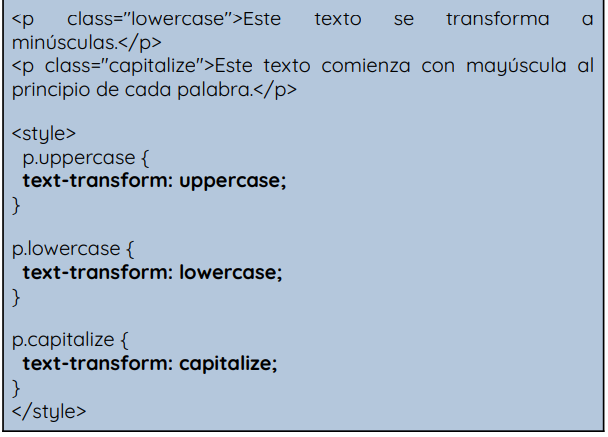 <p class="lowercase">Este texto se transforma a
minúsculas.</p>
<p class="capitalize">Este texto comienza con mayúscula al
principio de cada palabra.</p>
<style>
p.uppercase {
text-transform: uppercase;
}
p.lowercase {
text-transform: lowercase;
}
p.capitalize {
text-transform: capitalize;
}
</style>